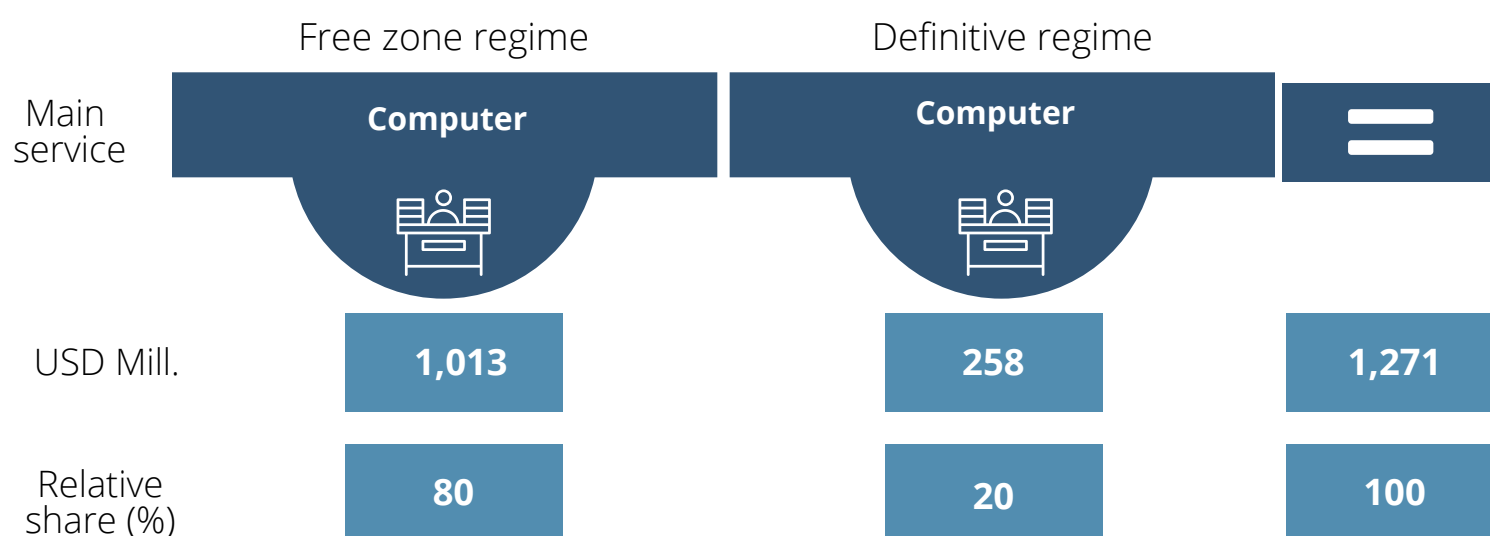 Free zone regime
Definitive regime
Main
service
Computer
Computer
USD Mill.
1,013
258
1,271
Relative
share (%)
80
20
100